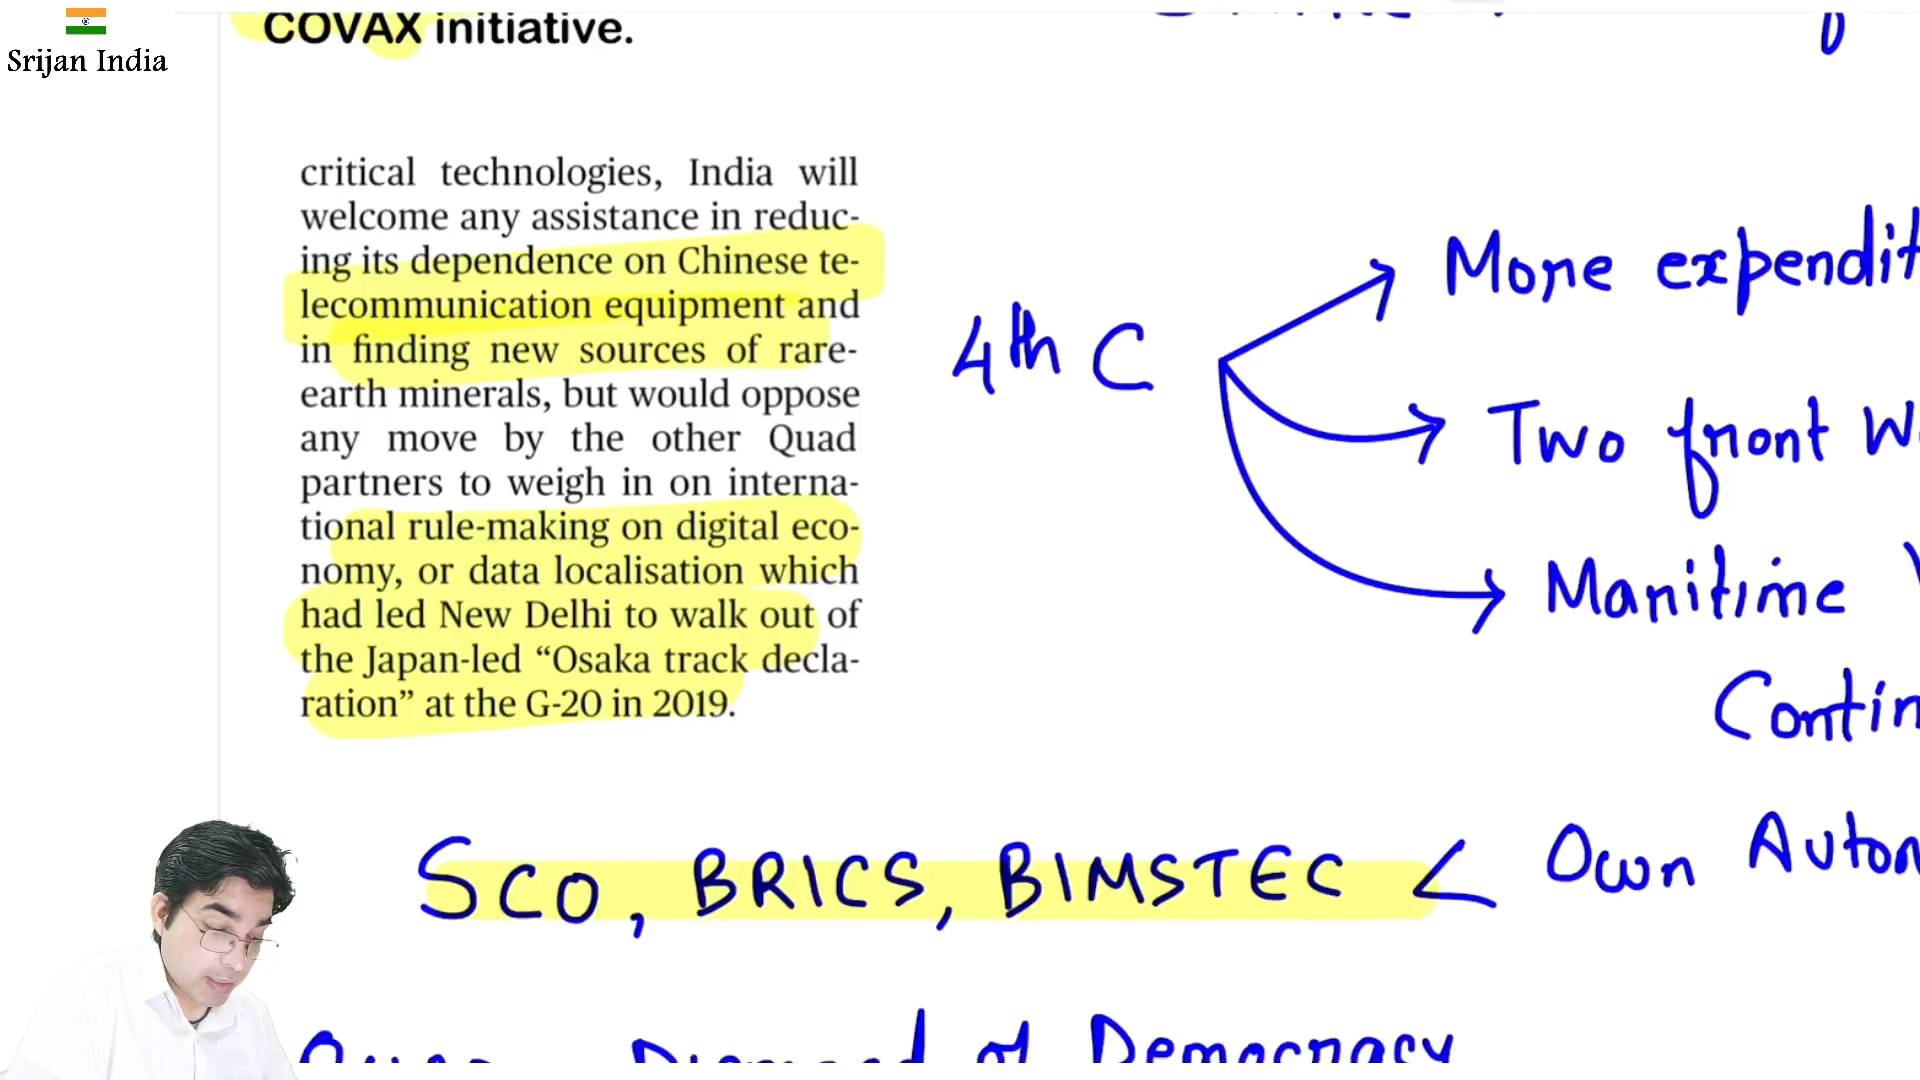 COVAX initiative.
Srijan India
critical technologies, India will
welcome any assistance in reduc-
ing its dependence on Chinese te-
lecommunication equipment and
in finding new sources of rare-
earth minerals, but would oppose
any move by the other Quad
partners to weigh in on interna-
tional rule-making on digital eco-
nomy, or data localisation which
had led New Delhi to walk out of
the Japan-led “Osaka track decla-
ration” at the G-20 in 2019.
4th C
More expendit
Two front W
Maritime
Contin
SCO, BRICS, BIMSTEC < Own Auton
of Democracy